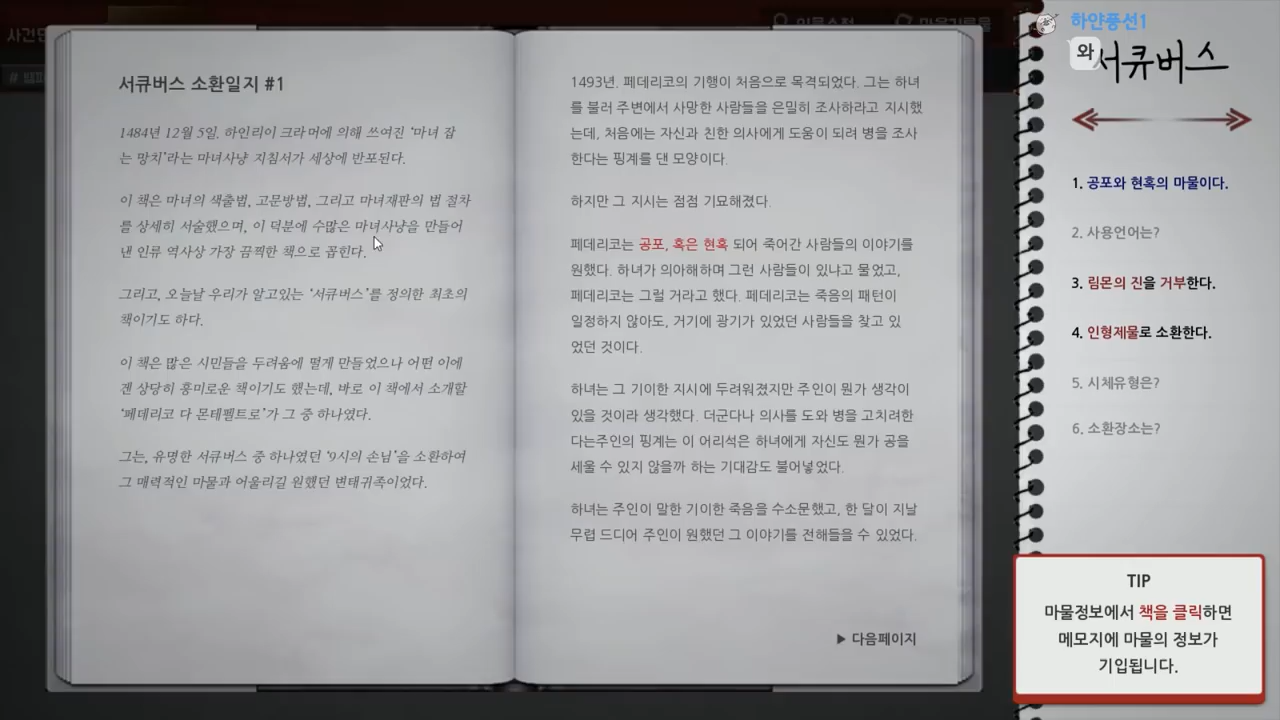 사건
서큐버스 소환일지 #1
1484년 12월 5일. 하인리히 크라머에 의해 쓰여진 '마녀 잡
는 망치'라는 마녀사냥 지침서가 세상에 반포된다.
이 책은 마녀의 색출법, 고문방법, 그리고 마녀재판의 법 절차
를 상세히 서술했으며, 이 덕분에 수많은 마녀사냥을 만들어
낸 인류 역사상 가장 끔찍한 책으로 꼽힌다.
그리고, 오늘날 우리가 알고있는 '서큐버스'를 정의한 최초의
책이기도 하다.
이 책은 많은 시민들을 두려움에 떨게 만들었으나 어떤 이에
겐 상당히 흥미로운 책이기도 했는데, 바로 이 책에서 소개할
'페데리코 다 몬테펠트로'가 그 중 하나였다.
그는, 유명한 서큐버스 중 하나였던 '9시의 손님'을 소환하여
그 매력적인 마물과 어울리길 원했던 변태귀족이었다.
1493년. 페데리코의 기행이 처음으로 목격되었다. 그는 하녀
를 불러 주변에서 사망한 사람들을 은밀히 조사하라고 지시했
는데, 처음에는 자신과 친한 의사에게 도움이 되려 병을 조사
한다는 핑계를 댄 모양이다.
하지만 그 지시는 점점 기묘해졌다.
페데리코는 공포, 혹은 현혹 되어 죽어간 사람들의 이야기를
원했다. 하녀가 의아해하며 그런 사람들이 있냐고 물었고,
페데리코는 그럴 거라고 했다. 페데리코는 죽음의 패턴이
일정하지 않아도, 거기에 광기가 있었던 사람들을 찾고 있
었던 것이다.
하녀는 그 기이한 지시에 두려워졌지만 주인이 뭔가 생각이
있을 것이라 생각했다. 더군다나 의사를 도와 병을 고치려한
다는주인의 핑계는 이 어리석은 하녀에게 자신도 뭔가 공을
세울 수 있지 않을까 하는 기대감도 불어넣었다.
하녀는 주인이 말한 기이한 죽음을 수소문했고, 한 달이 지날
무렵 드디어 주인이 원했던 그 이야기를 전해들을 수 있었다.
▶ 다음페이지
하얀풍선1
와
서큐버스
1. 공포와 현혹의 마물이다.
2. 사용언어는?
3. 림몬의 진을 거부한다.
4. 인형제물로 소환한다.
5. 시체유형은?
6. 소환장소는?
TIP
마물정보에서 책을 클릭하면
메모지에 마물의 정보가
기입됩니다.